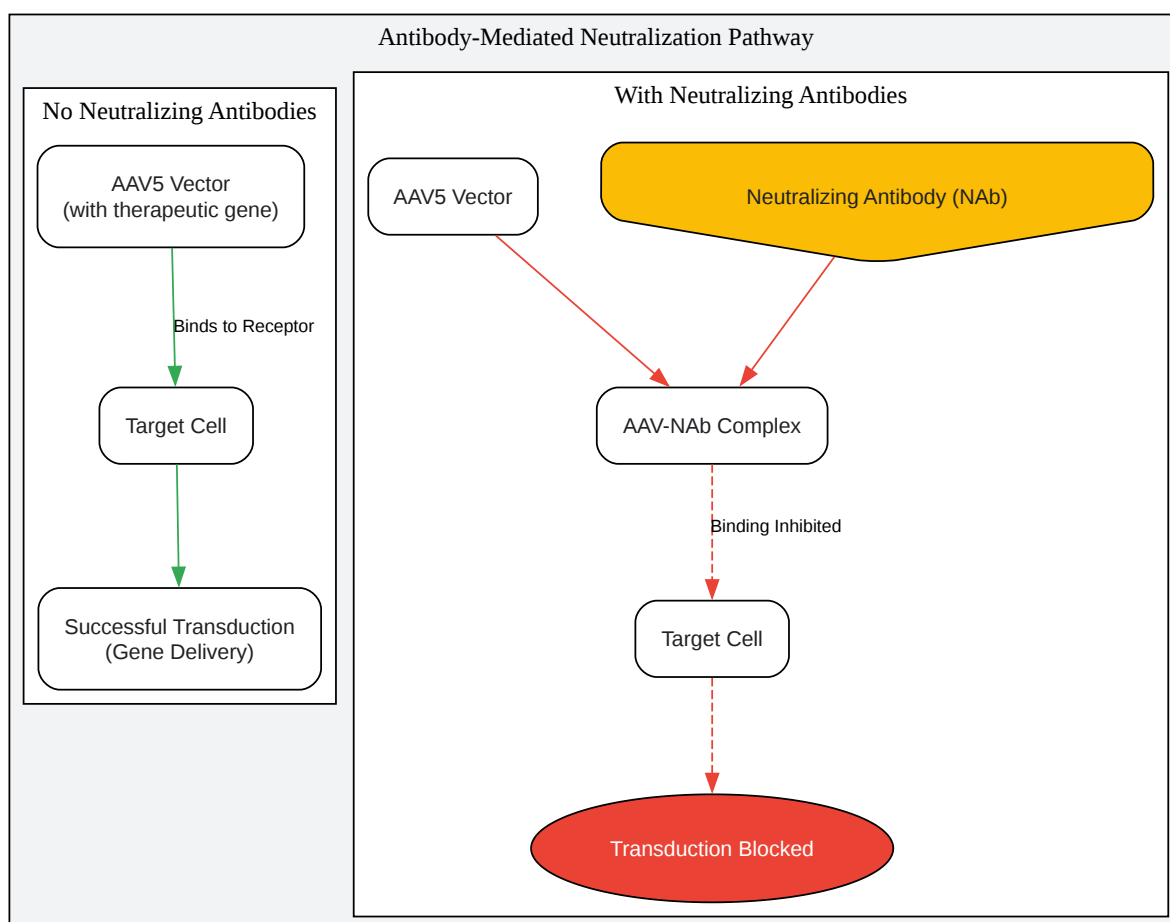 Antibody-Mediated Neutralization Pathway
No Neutralizing Antibodies
AAV5 Vector
(with therapeutic gene)
Binds to Receptor
Target Cell
Successful Transduction
(Gene Delivery)
With Neutralizing Antibodies
AAV5 Vector
Neutralizing Antibody (NAb)
AAV-NAb Complex
Binding Inhibited
Target Cell
Transduction Blocked